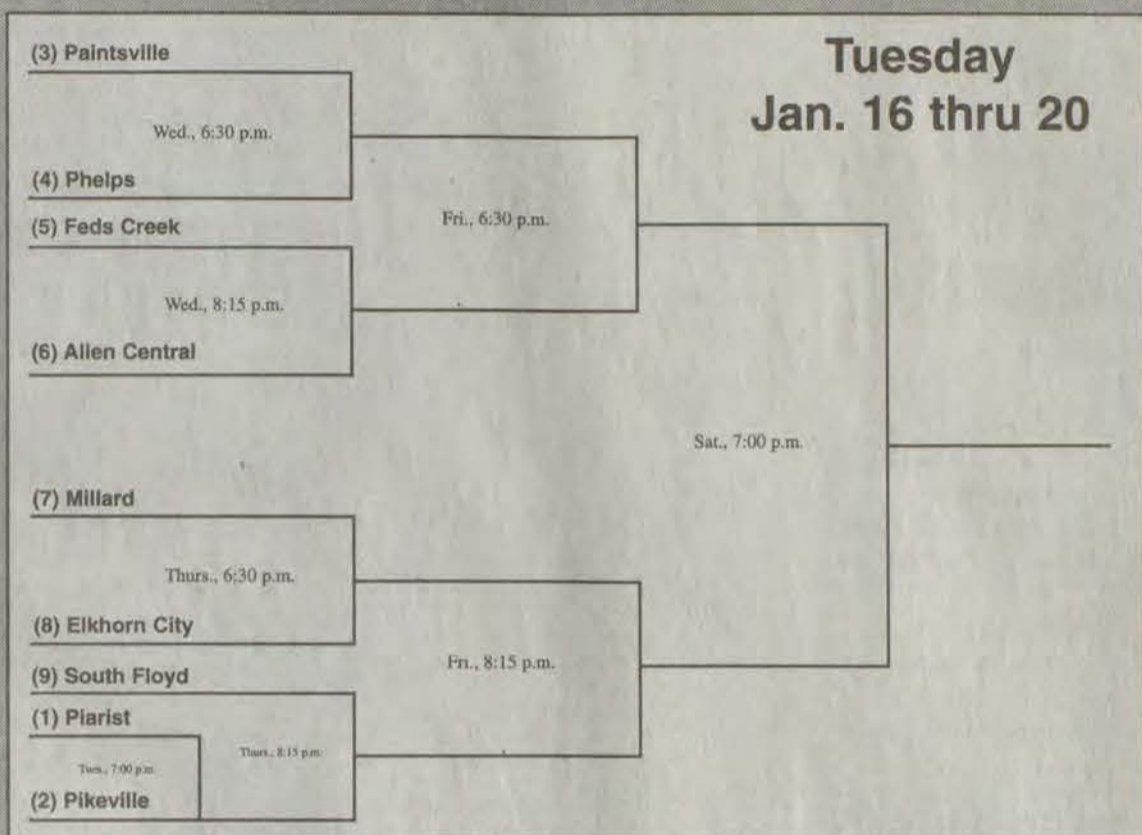 Tuesday
Jan. 16 thru 20
(3) Paintsville
Wed., 6:30 p.m.
(4) Phelps
(5) Feds Creek
Fri., 6:30 p.m.
Wed., 8:15 p.m.
(6) Allen Central
Sat., 7:00 p.m.
(7) Millard
Thurs., 6:30 p.m.
(8) Elkhorn City
Fri., 8:15 p.m.
(9) South Floyd
(1) Piarist
Thurs., 8:15 p.m.
Tues., 7:00 p.m.
(2) Pikeville